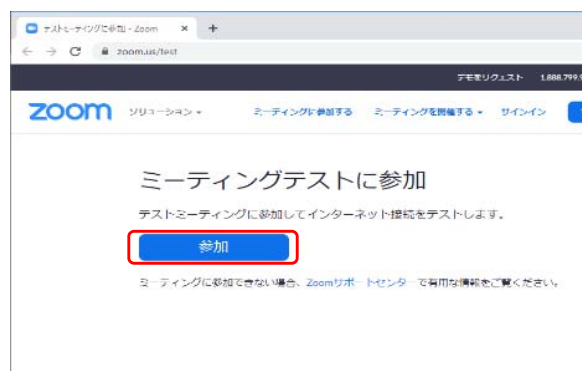 テストミーティングに参加 - Zoom × +
zoom.us/test
デモをリクエスト 1.888.799.9
zoom ソリューション ミーティングに参加する ミーティングを開催する サインイン
ミーティングテストに参加
テストミーティングに参加してインターネット接続をテストします。
参加
ミーティングに参加できない場合、Zoomサポートセンター で有用な情報をご覧ください。